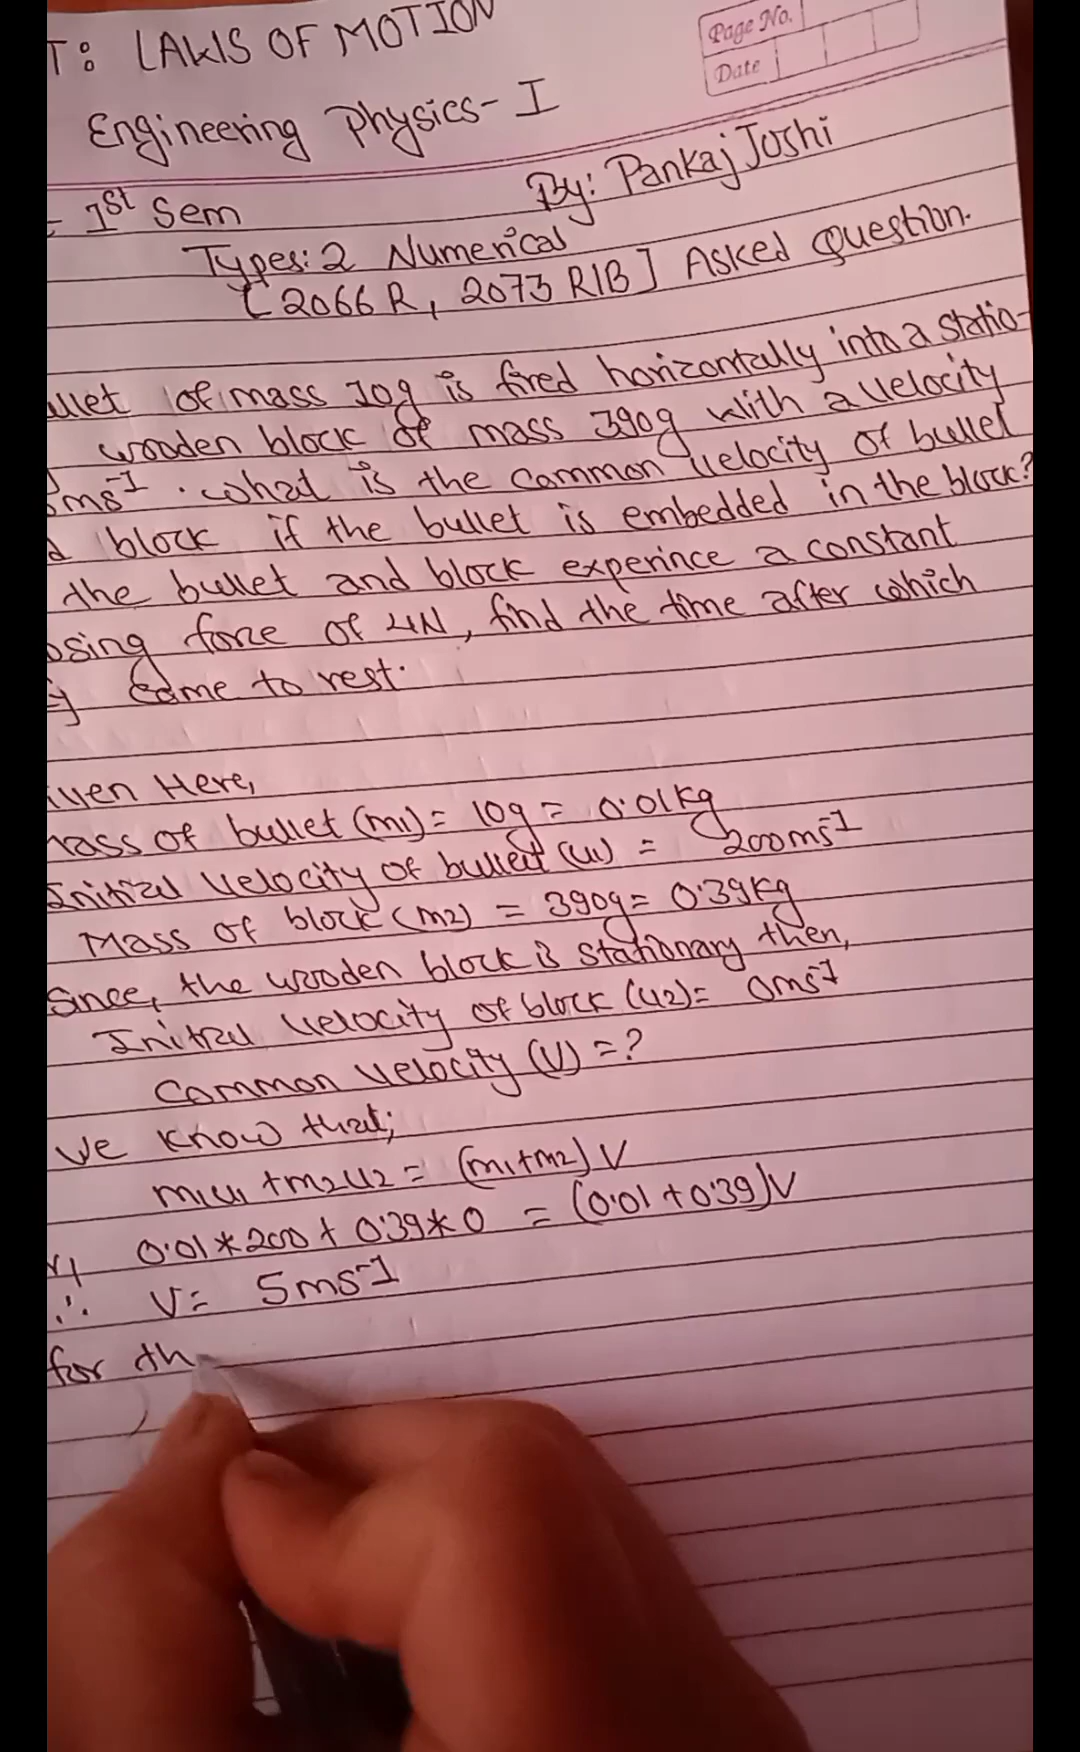 T: LAWS OF MOTION
Page No.
Date
Engineering Physics-I
- 1st Sem
By: Pankaj Joshi
Types: 2 Numerical
[2066 R, 2073 R/B] Asked Question.
ullet of mass 10g is fired horizontally into a statio-
wooden block of mass 390g with a velocity
ms-1. what is the common velocity of bullet
d block if the bullet is embedded in the block?
the bullet and block experince a constant
osing force of 4N, find the time after which
y came to rest.
iven Here,
mass of bullet (m1) = 10g = 0.01kg
Initial velocity of bullet (u1) = 200ms-1
Mass of block (m2) = 390g = 0.39kg
Since, the wooden block is stationary then,
Initial velocity of block (u2) = 0ms-1
Common velocity (V) = ?
We know that;
m1u1 + m2u2 = (m1+m2) V
0.01*200 + 0.39*0 = (0.01 + 0.39)V
∴ V = 5ms-1
for th